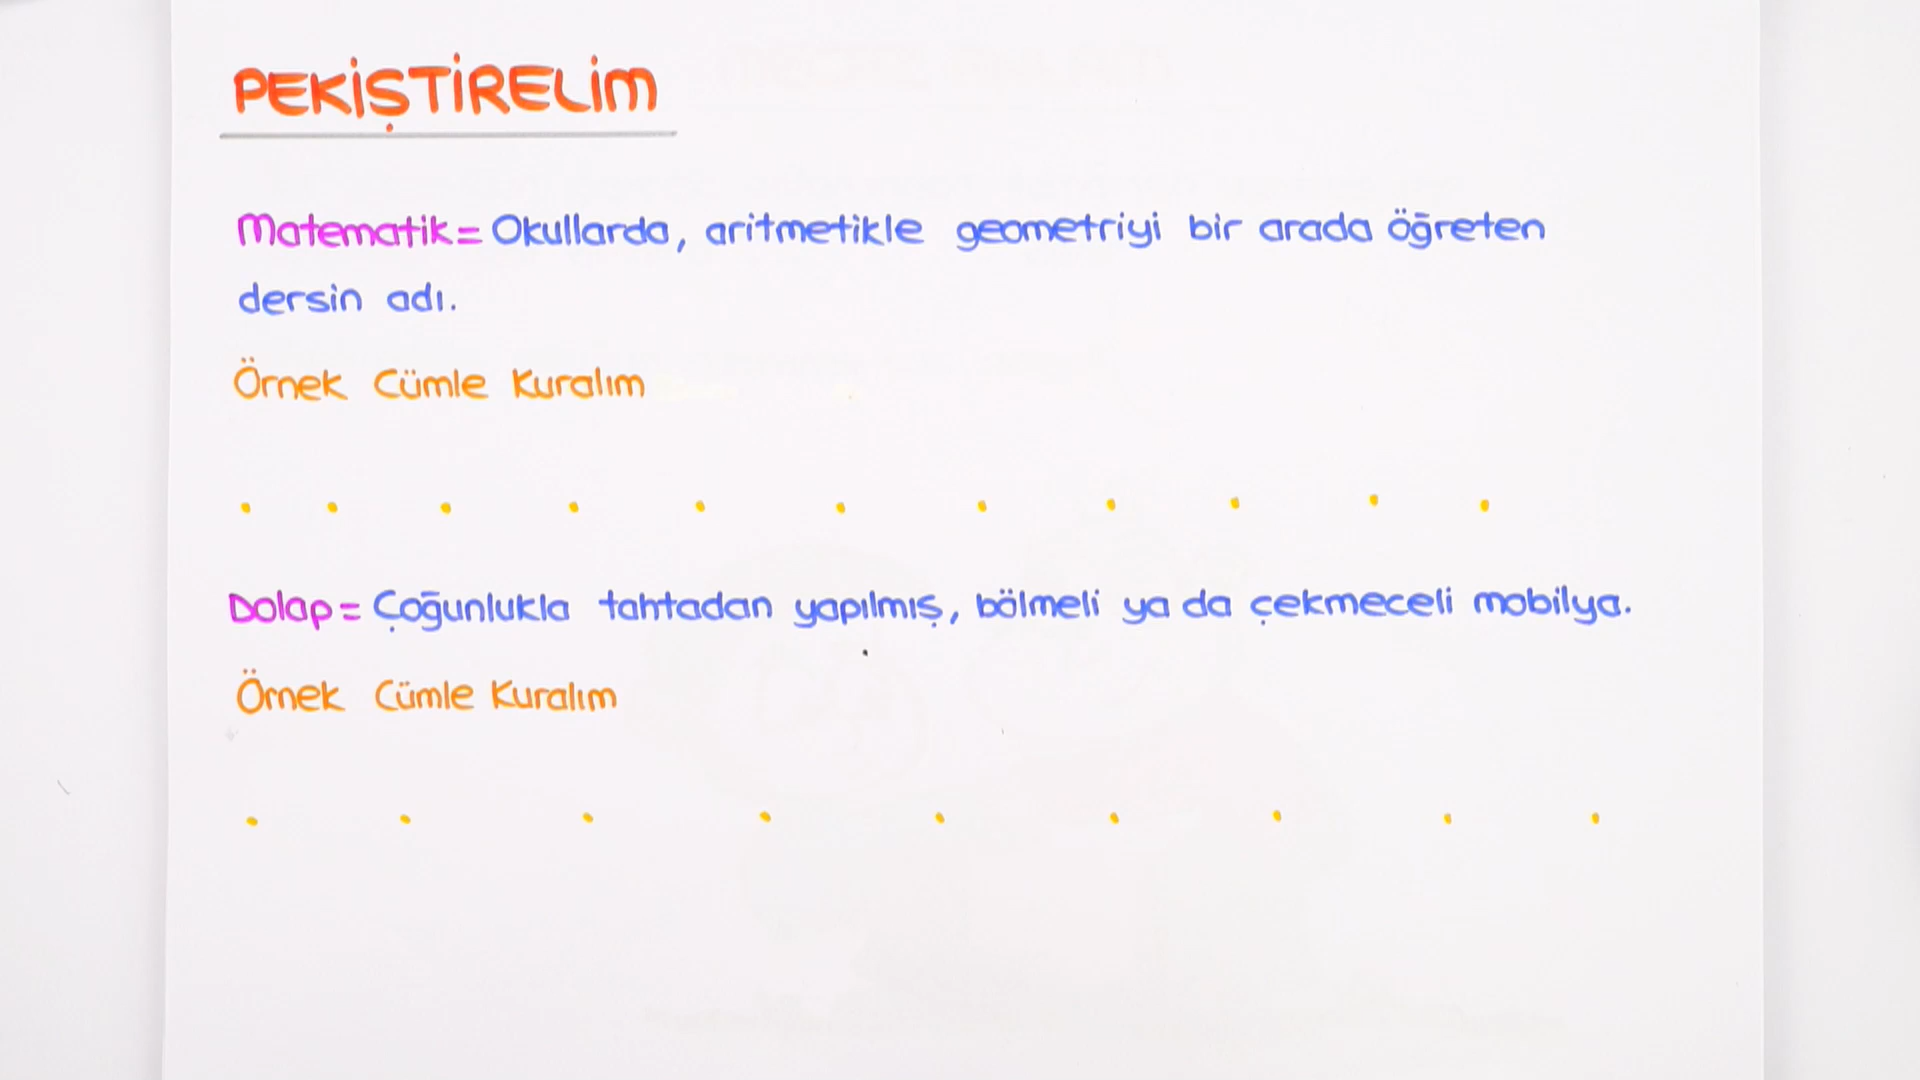 PEKİŞTİRELİM
Matematik= Okullarda, aritmetikle geometriyi bir arada öğreten
dersin adı.
Örnek Cümle Kuralım
. . . . . . . . . . .
Dolap= Çoğunlukla tahtadan yapılmış, bölmeli ya da çekmeceli mobilya.
Örnek Cümle Kuralım
. . . . . . . . .